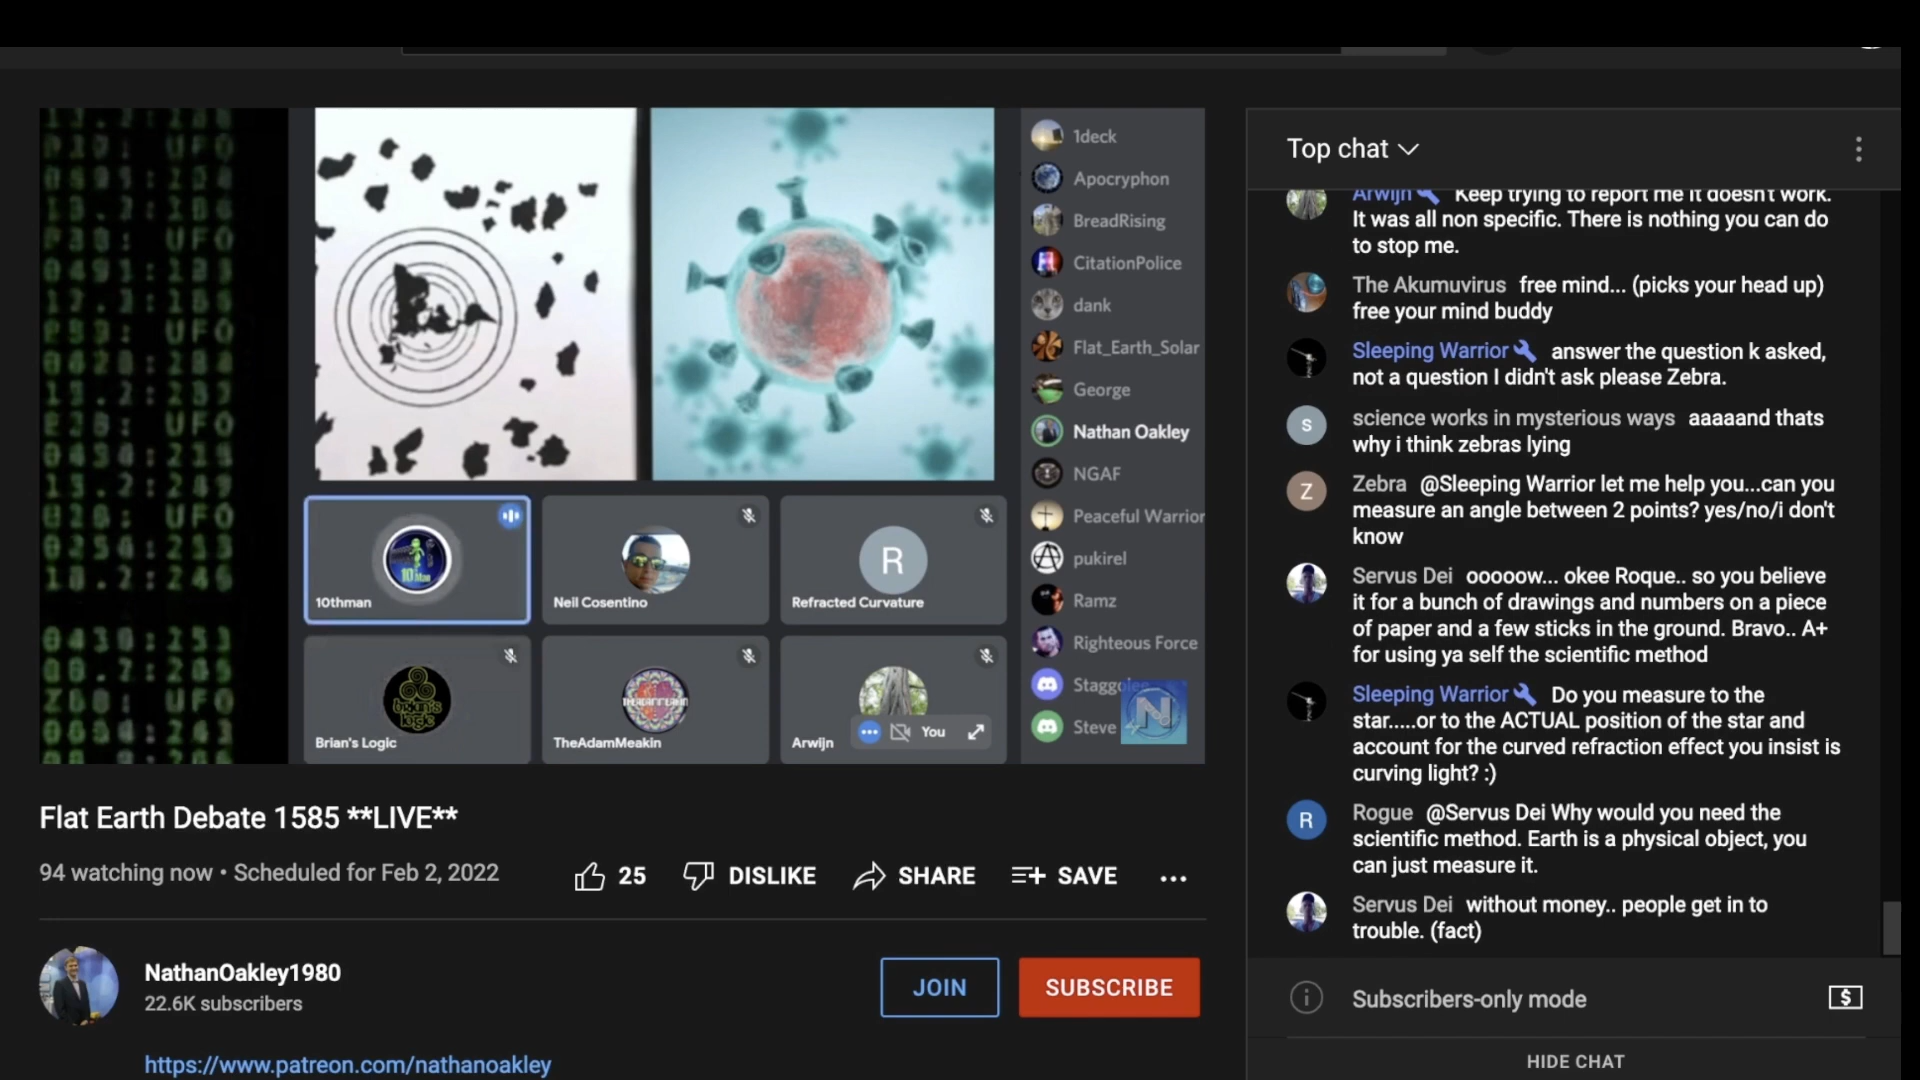 1deck
Apocryphon
BreadRising
CitationPolice
dank
Flat_Earth_Solar
George
Nathan Oakley
NGAF
Peaceful Warrior
pukirel
Ramz
Righteous Force
Steve
10thman
Neil Cosentino
R
Refracted Curvature
Brian's Logic
TheAdamMeakin
Arwijn
You
N
Flat Earth Debate 1585 **LIVE**
94 watching now • Scheduled for Feb 2, 2022
25
DISLIKE
SHARE
SAVE
NathanOakley1980
22.6K subscribers
JOIN
SUBSCRIBE
https://www.patreon.com/nathanoakley
Top chat
Arwijn Keep trying to report me it doesn't work.
It was all non specific. There is nothing you can do
to stop me.
The Akumuvirus free mind... (picks your head up)
free your mind buddy
Sleeping Warrior answer the question k asked,
not a question I didn't ask please Zebra.
S
science works in mysterious ways aaaaand thats
why i think zebras lying
Z
Zebra @Sleeping Warrior let me help you...can you
measure an angle between 2 points? yes/no/i don't
know
Servus Dei ooooow... okee Roque.. so you believe
it for a bunch of drawings and numbers on a piece
of paper and a few sticks in the ground. Bravo.. A+
for using ya self the scientific method
Sleeping Warrior Do you measure to the
star.....or to the ACTUAL position of the star and
account for the curved refraction effect you insist is
curving light? :)
R
Rogue @Servus Dei Why would you need the
scientific method. Earth is a physical object, you
can just measure it.
Servus Dei without money.. people get in to
trouble. (fact)
Subscribers-only mode
HIDE CHAT